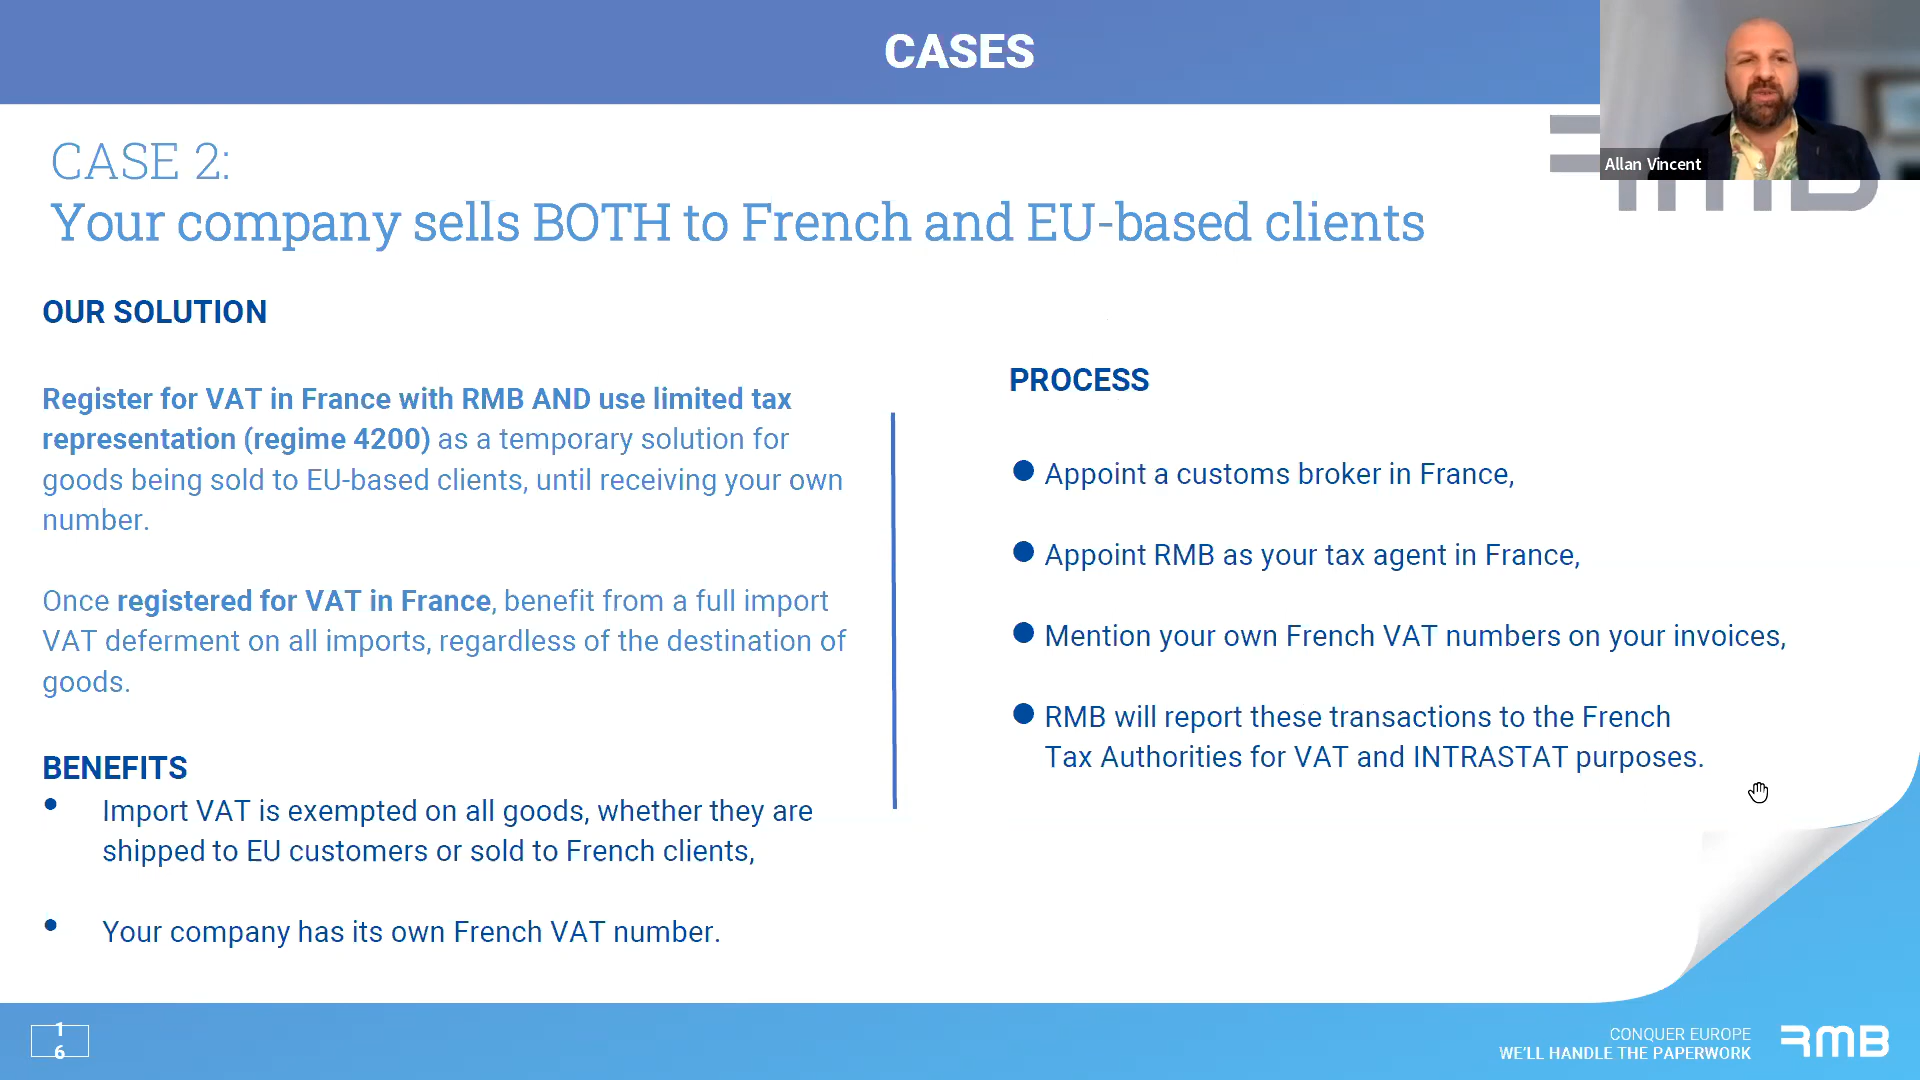 CASES
Allan Vincent
RMB
CASE 2:
Your company sells BOTH to French and EU-based clients
OUR SOLUTION
Register for VAT in France with RMB AND use limited tax
representation (regime 4200) as a temporary solution for
goods being sold to EU-based clients, until receiving your own
number.
Once registered for VAT in France, benefit from a full import
VAT deferment on all imports, regardless of the destination of
goods.
BENEFITS
• Import VAT is exempted on all goods, whether they are
shipped to EU customers or sold to French clients,
• Your company has its own French VAT number.
PROCESS
● Appoint a customs broker in France,
● Appoint RMB as your tax agent in France,
● Mention your own French VAT numbers on your invoices,
● RMB will report these transactions to the French
Tax Authorities for VAT and INTRASTAT purposes.
1
6
CONQUER EUROPE
WE'LL HANDLE THE PAPERWORK
RMB